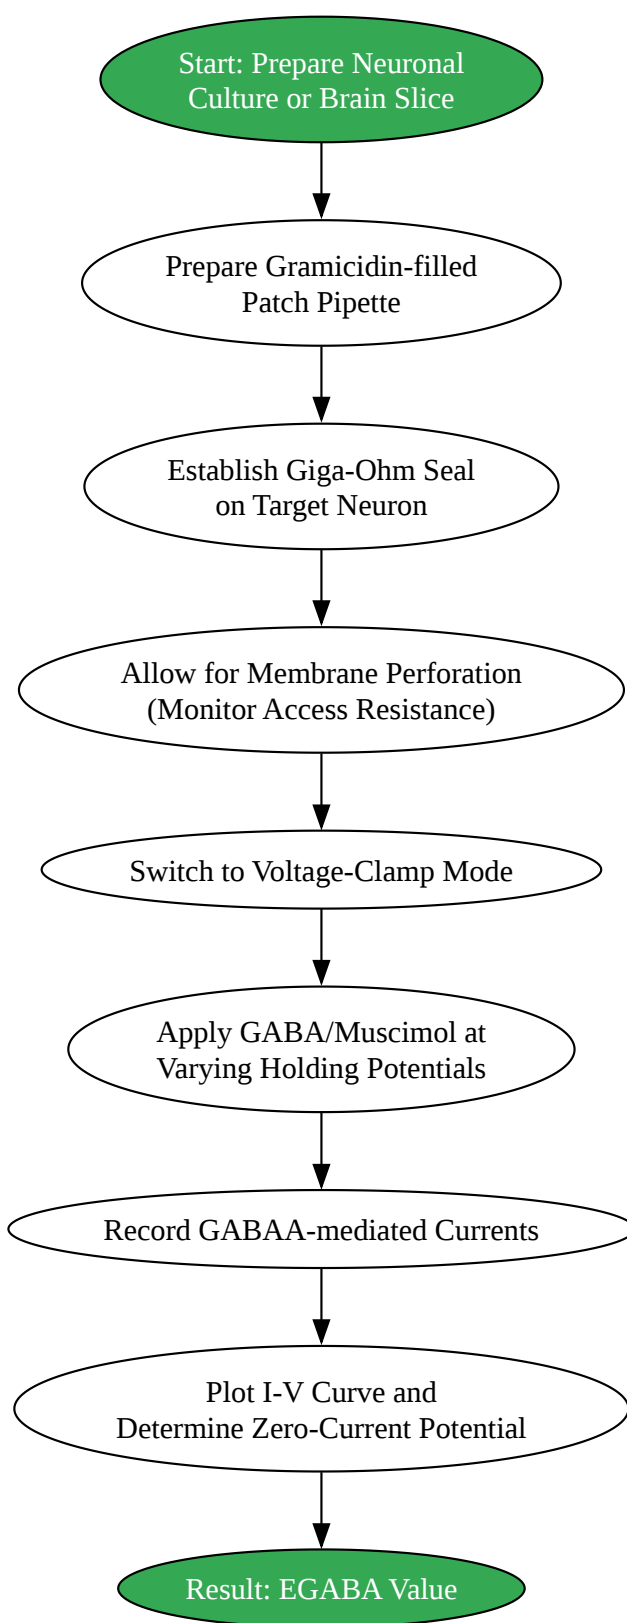 Start: Prepare Neuronal
Culture or Brain Slice
Prepare Gramicidin-filled
Patch Pipette
Establish Giga-Ohm Seal
on Target Neuron
Allow for Membrane Perforation
(Monitor Access Resistance)
Switch to Voltage-Clamp Mode
Apply GABA/Muscimol at
Varying Holding Potentials
Record GABAA-mediated Currents
Plot I-V Curve and
Determine Zero-Current Potential
Result: EGABA Value